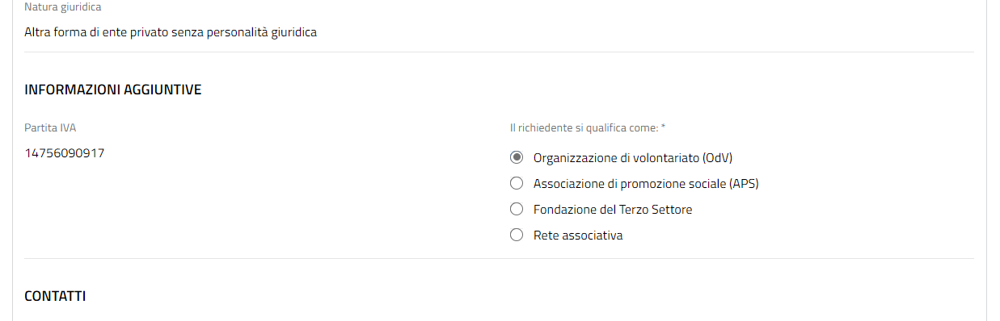 Natura giuridica
Altra forma di ente privato senza personalità giuridica
INFORMAZIONI AGGIUNTIVE
Partita IVA
14756090917
Il richiedente si qualifica come: *
Organizzazione di volontariato (OdV)
Associazione di promozione sociale (APS)
Fondazione del Terzo Settore
Rete associativa
CONTATTI